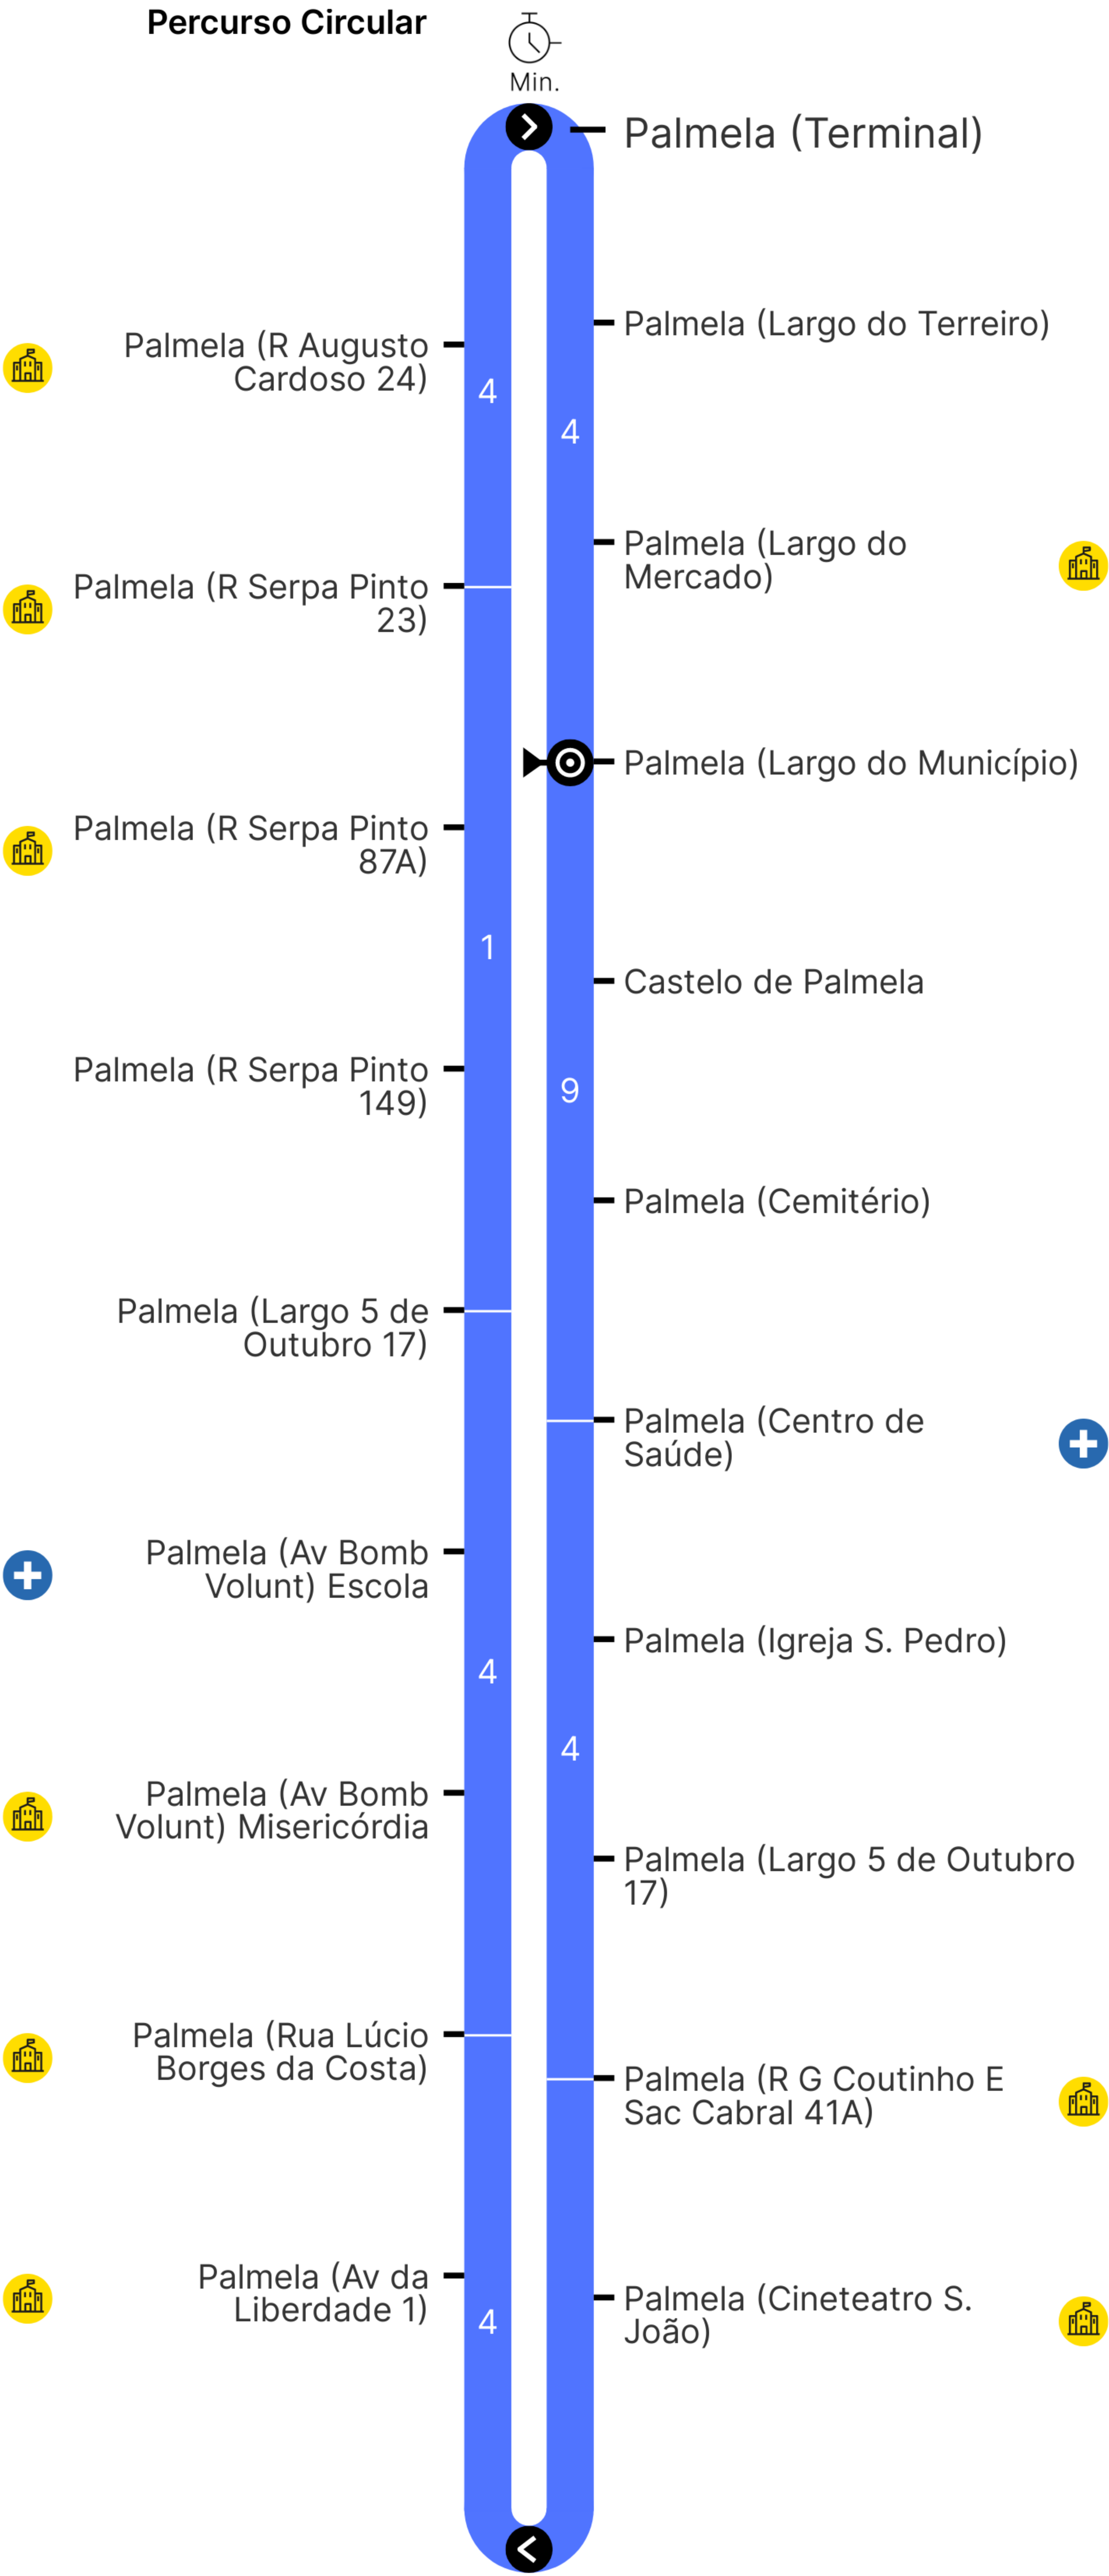 Percurso Circular
Min.
Palmela (Terminal)
Palmela (Largo do Terreiro)
4
Palmela (Largo do
Mercado)
Palmela (Largo do Município)
Castelo de Palmela
9
Palmela (Cemitério)
Palmela (Centro de
Saúde)
Palmela (Igreja S. Pedro)
4
Palmela (Largo 5 de Outubro
17)
Palmela (R G Coutinho E
Sac Cabral 41A)
Palmela (Cineteatro S.
João)
Palmela (R Augusto
Cardoso 24)
4
Palmela (R Serpa Pinto
23)
Palmela (R Serpa Pinto
87A)
1
Palmela (R Serpa Pinto
149)
Palmela (Largo 5 de
Outubro 17)
Palmela (Av Bomb
Volunt) Escola
4
Palmela (Av Bomb
Volunt) Misericórdia
Palmela (Rua Lúcio
Borges da Costa)
Palmela (Av da
Liberdade 1)
4